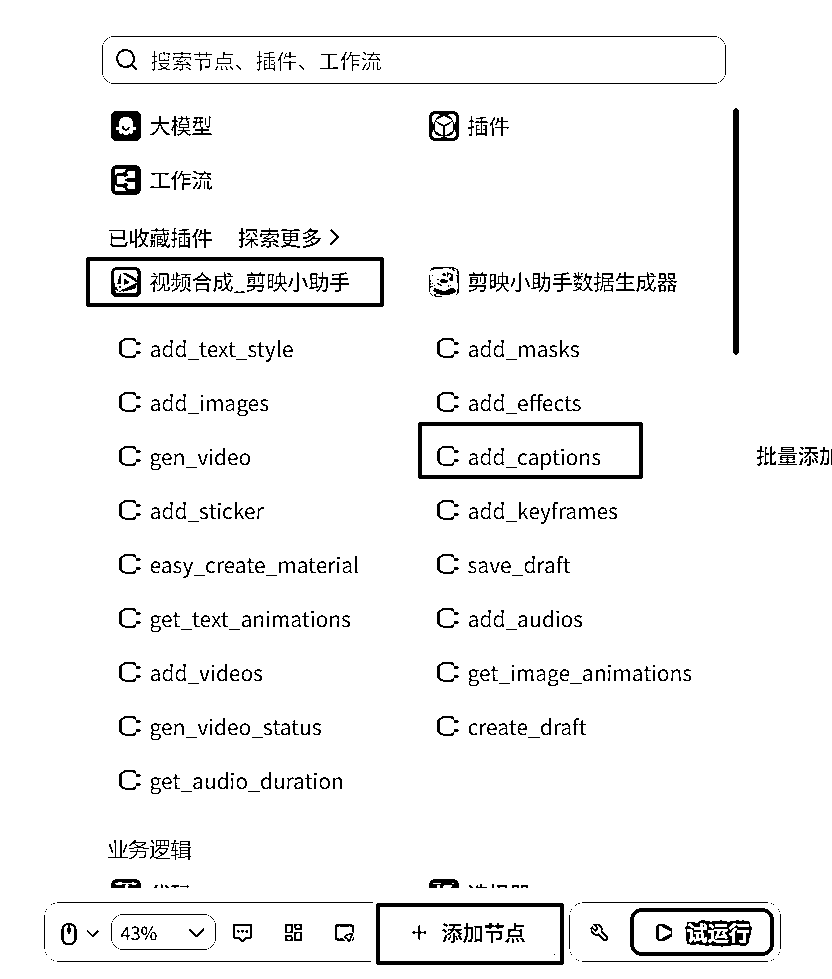 搜索节点、插件、工作流
大模型 插件
工作流
已收藏插件 探索更多
视频合成_剪映小助手 剪映小助手数据生成器
add_text_style add_masks
add_images add_effects
gen_video add_captions 批量添加
add_sticker add_keyframes
easy_create_material save_draft
get_text_animations add_audios
add_videos get_image_animations
gen_video_status create_draft
get_audio_duration
业务逻辑
43% 添加节点 试运行